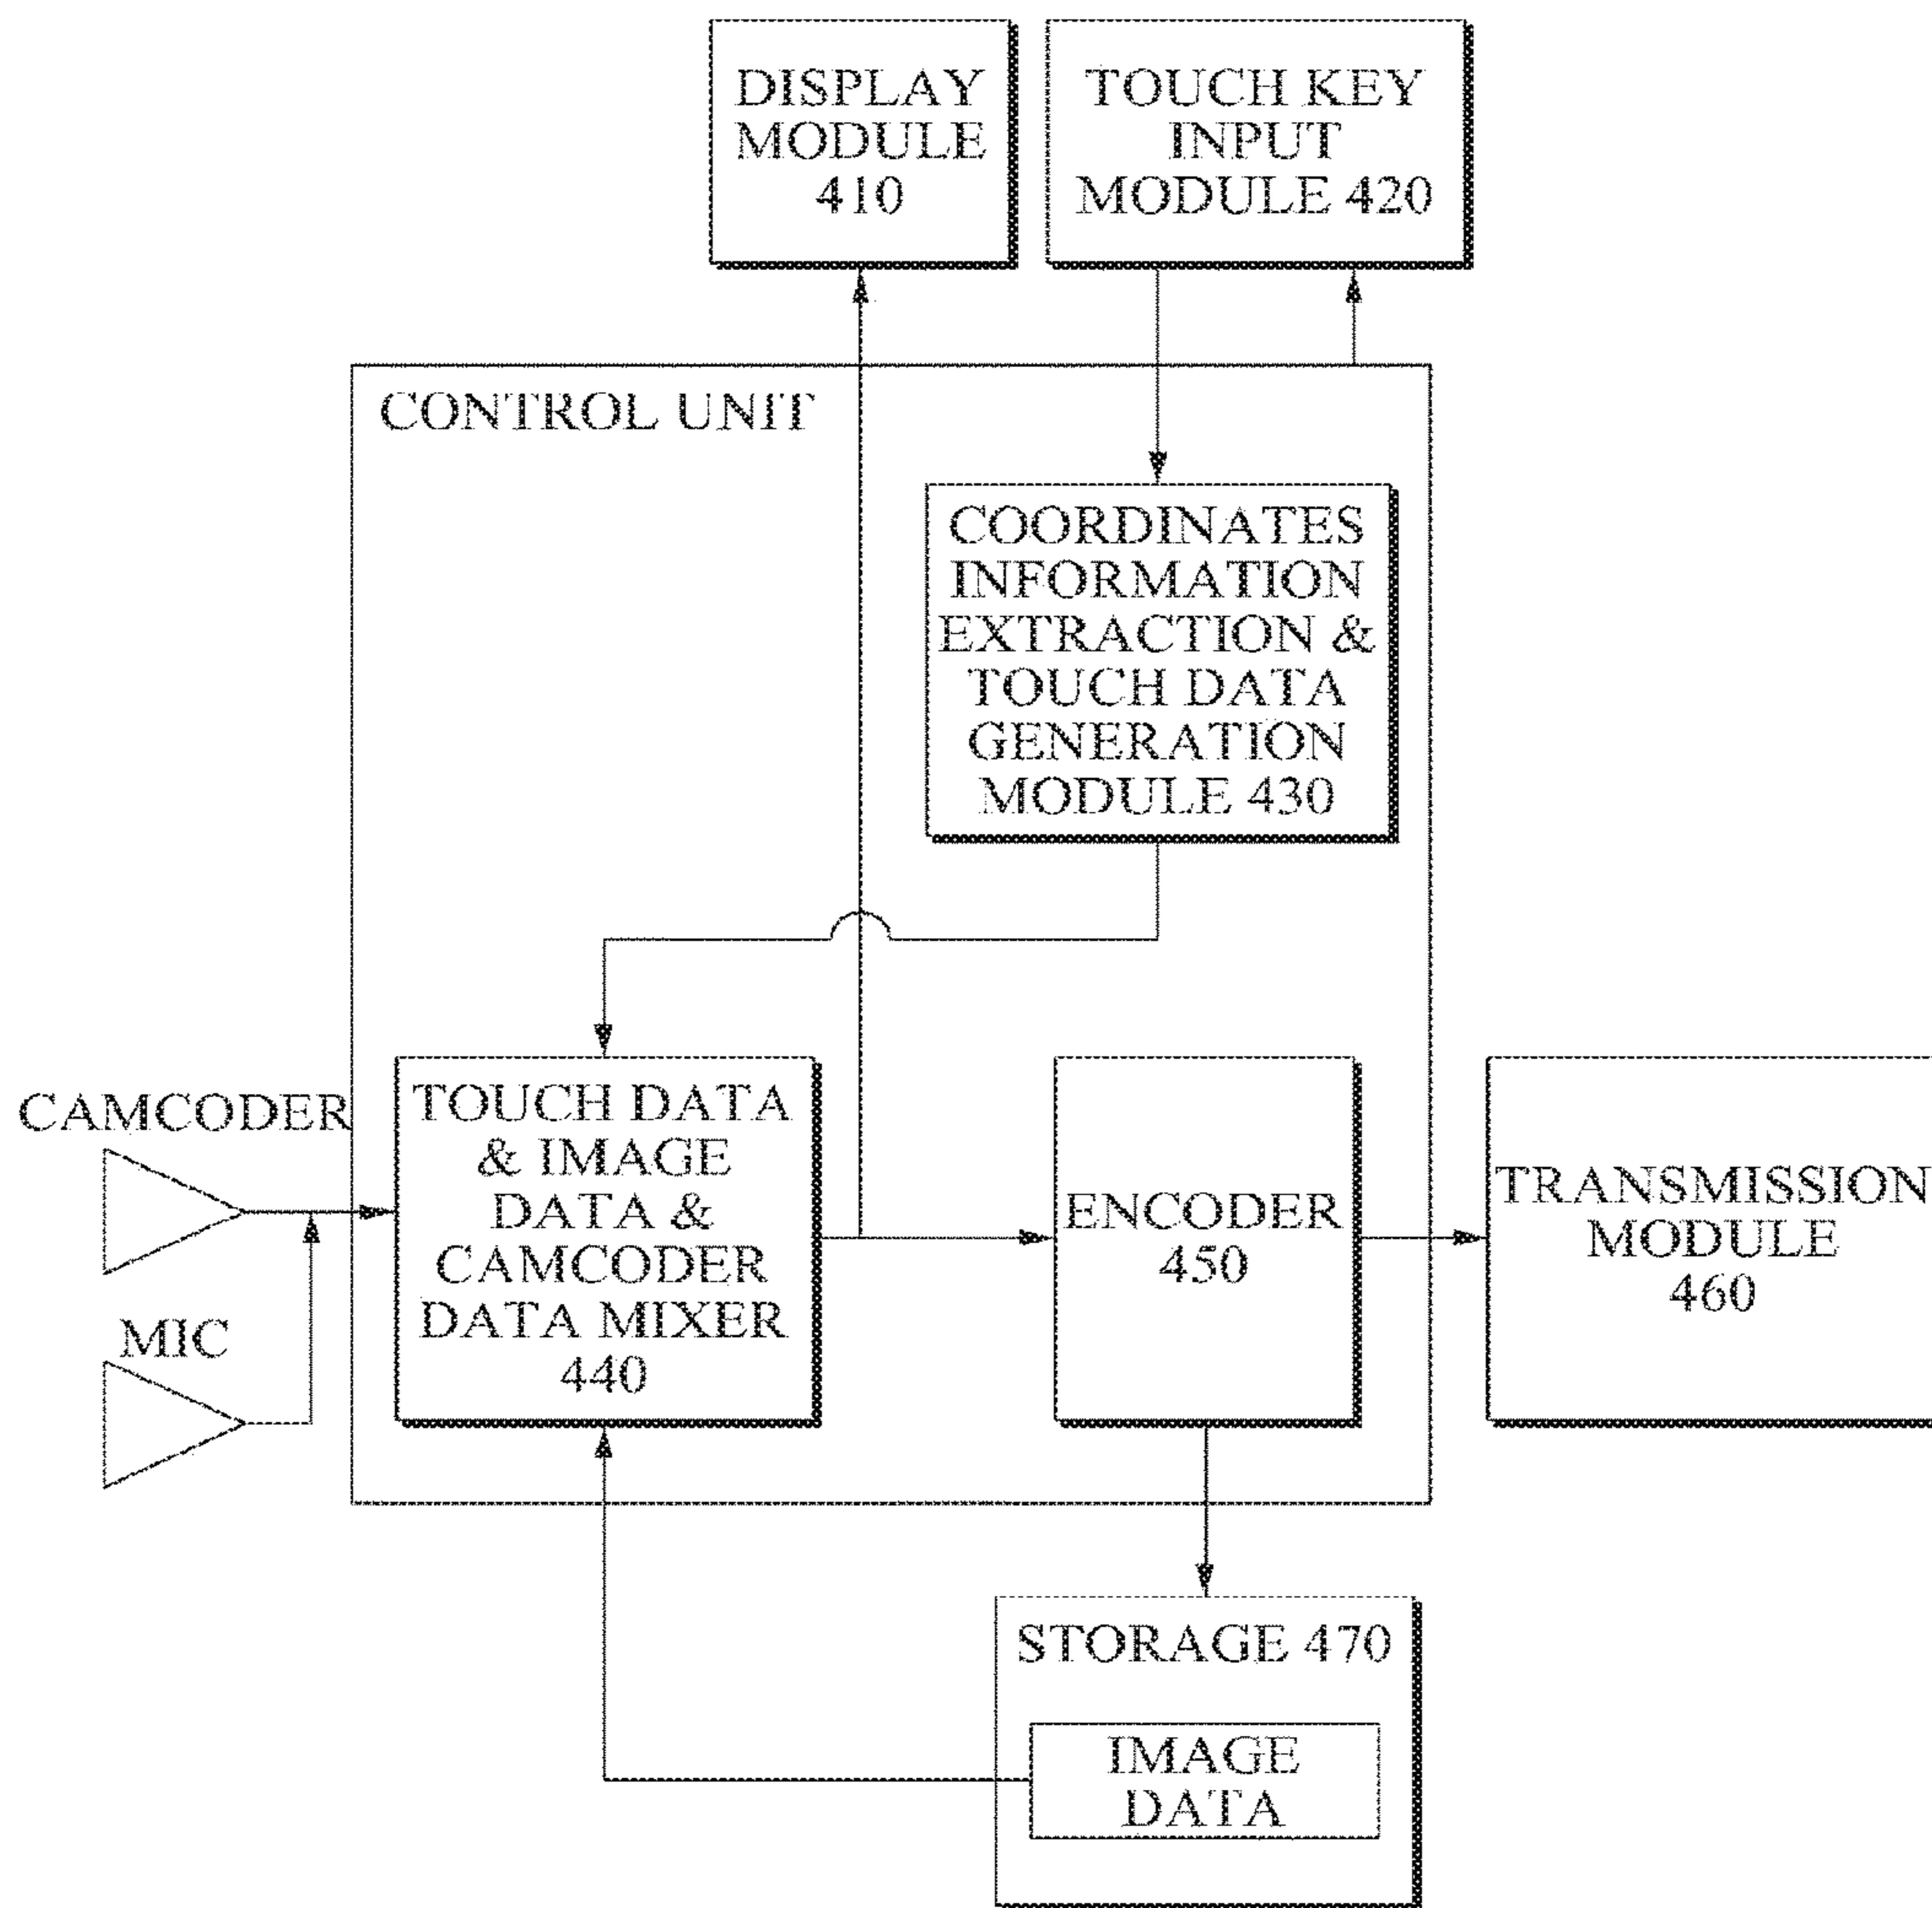 DISPLAY
MODULE
410
TOUCH KEY
INPUT
MODULE 420
CONTROL UNIT
COORDINATES
INFORMATION
EXTRACTION &
TOUCH DATA
GENERATION
MODULE 430
CAMCODER
MIC
TOUCH DATA
& IMAGE
DATA &
CAMCODER
DATA MIXER
440
ENCODER
450
TRANSMISSION
MODULE
460
STORAGE 470
IMAGE
DATA